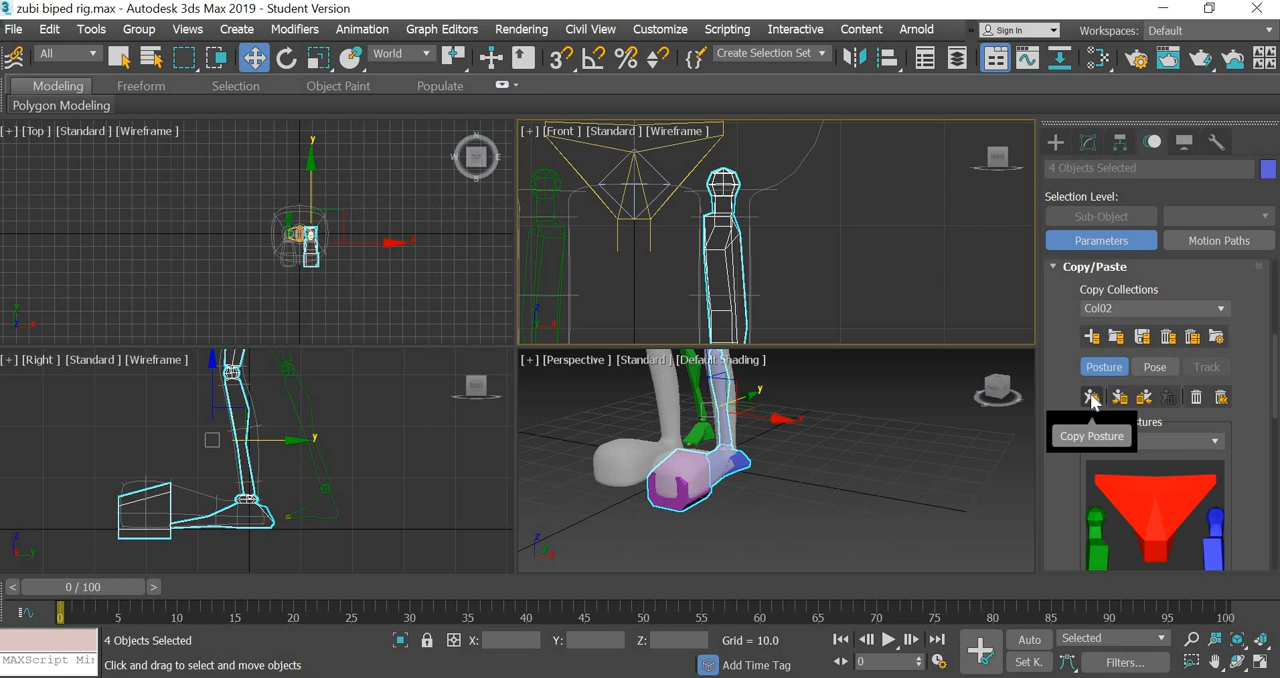 zubi biped rig.max - Autodesk 3ds Max 2019 - Student Version
File Edit Tools Group Views Create Modifiers Animation Graph Editors Rendering Civil View Customize Scripting Interactive Content Arnold » Sign In Workspaces: Default
All World Create Selection Set
Modeling Freeform Selection Object Paint Populate
Polygon Modeling
[+] [Top ] [Standard ] [Wireframe ]
[+] [Front ] [Standard ] [Wireframe ]
TOP
N
W
E
S
y
x
4 Objects Selected
Selection Level:
Sub-Object
Parameters Motion Paths
Copy/Paste
Copy Collections
Col02
Posture Pose Track
Copy Posture
stures
[+] [Right ] [Standard ] [Wireframe ]
[+] [Perspective ] [Standard ] [Default Shading ]
y
y
x
< 0 / 100 >
0 5 10 15 20 25 30 35 40 45 50 55 60 65 70 75 80 85 90 95 100
MAXScript Min
4 Objects Selected X: Y: Z: Grid = 10.0
Click and drag to select and move objects
Add Time Tag
0
Auto Selected
Set K. Filters...